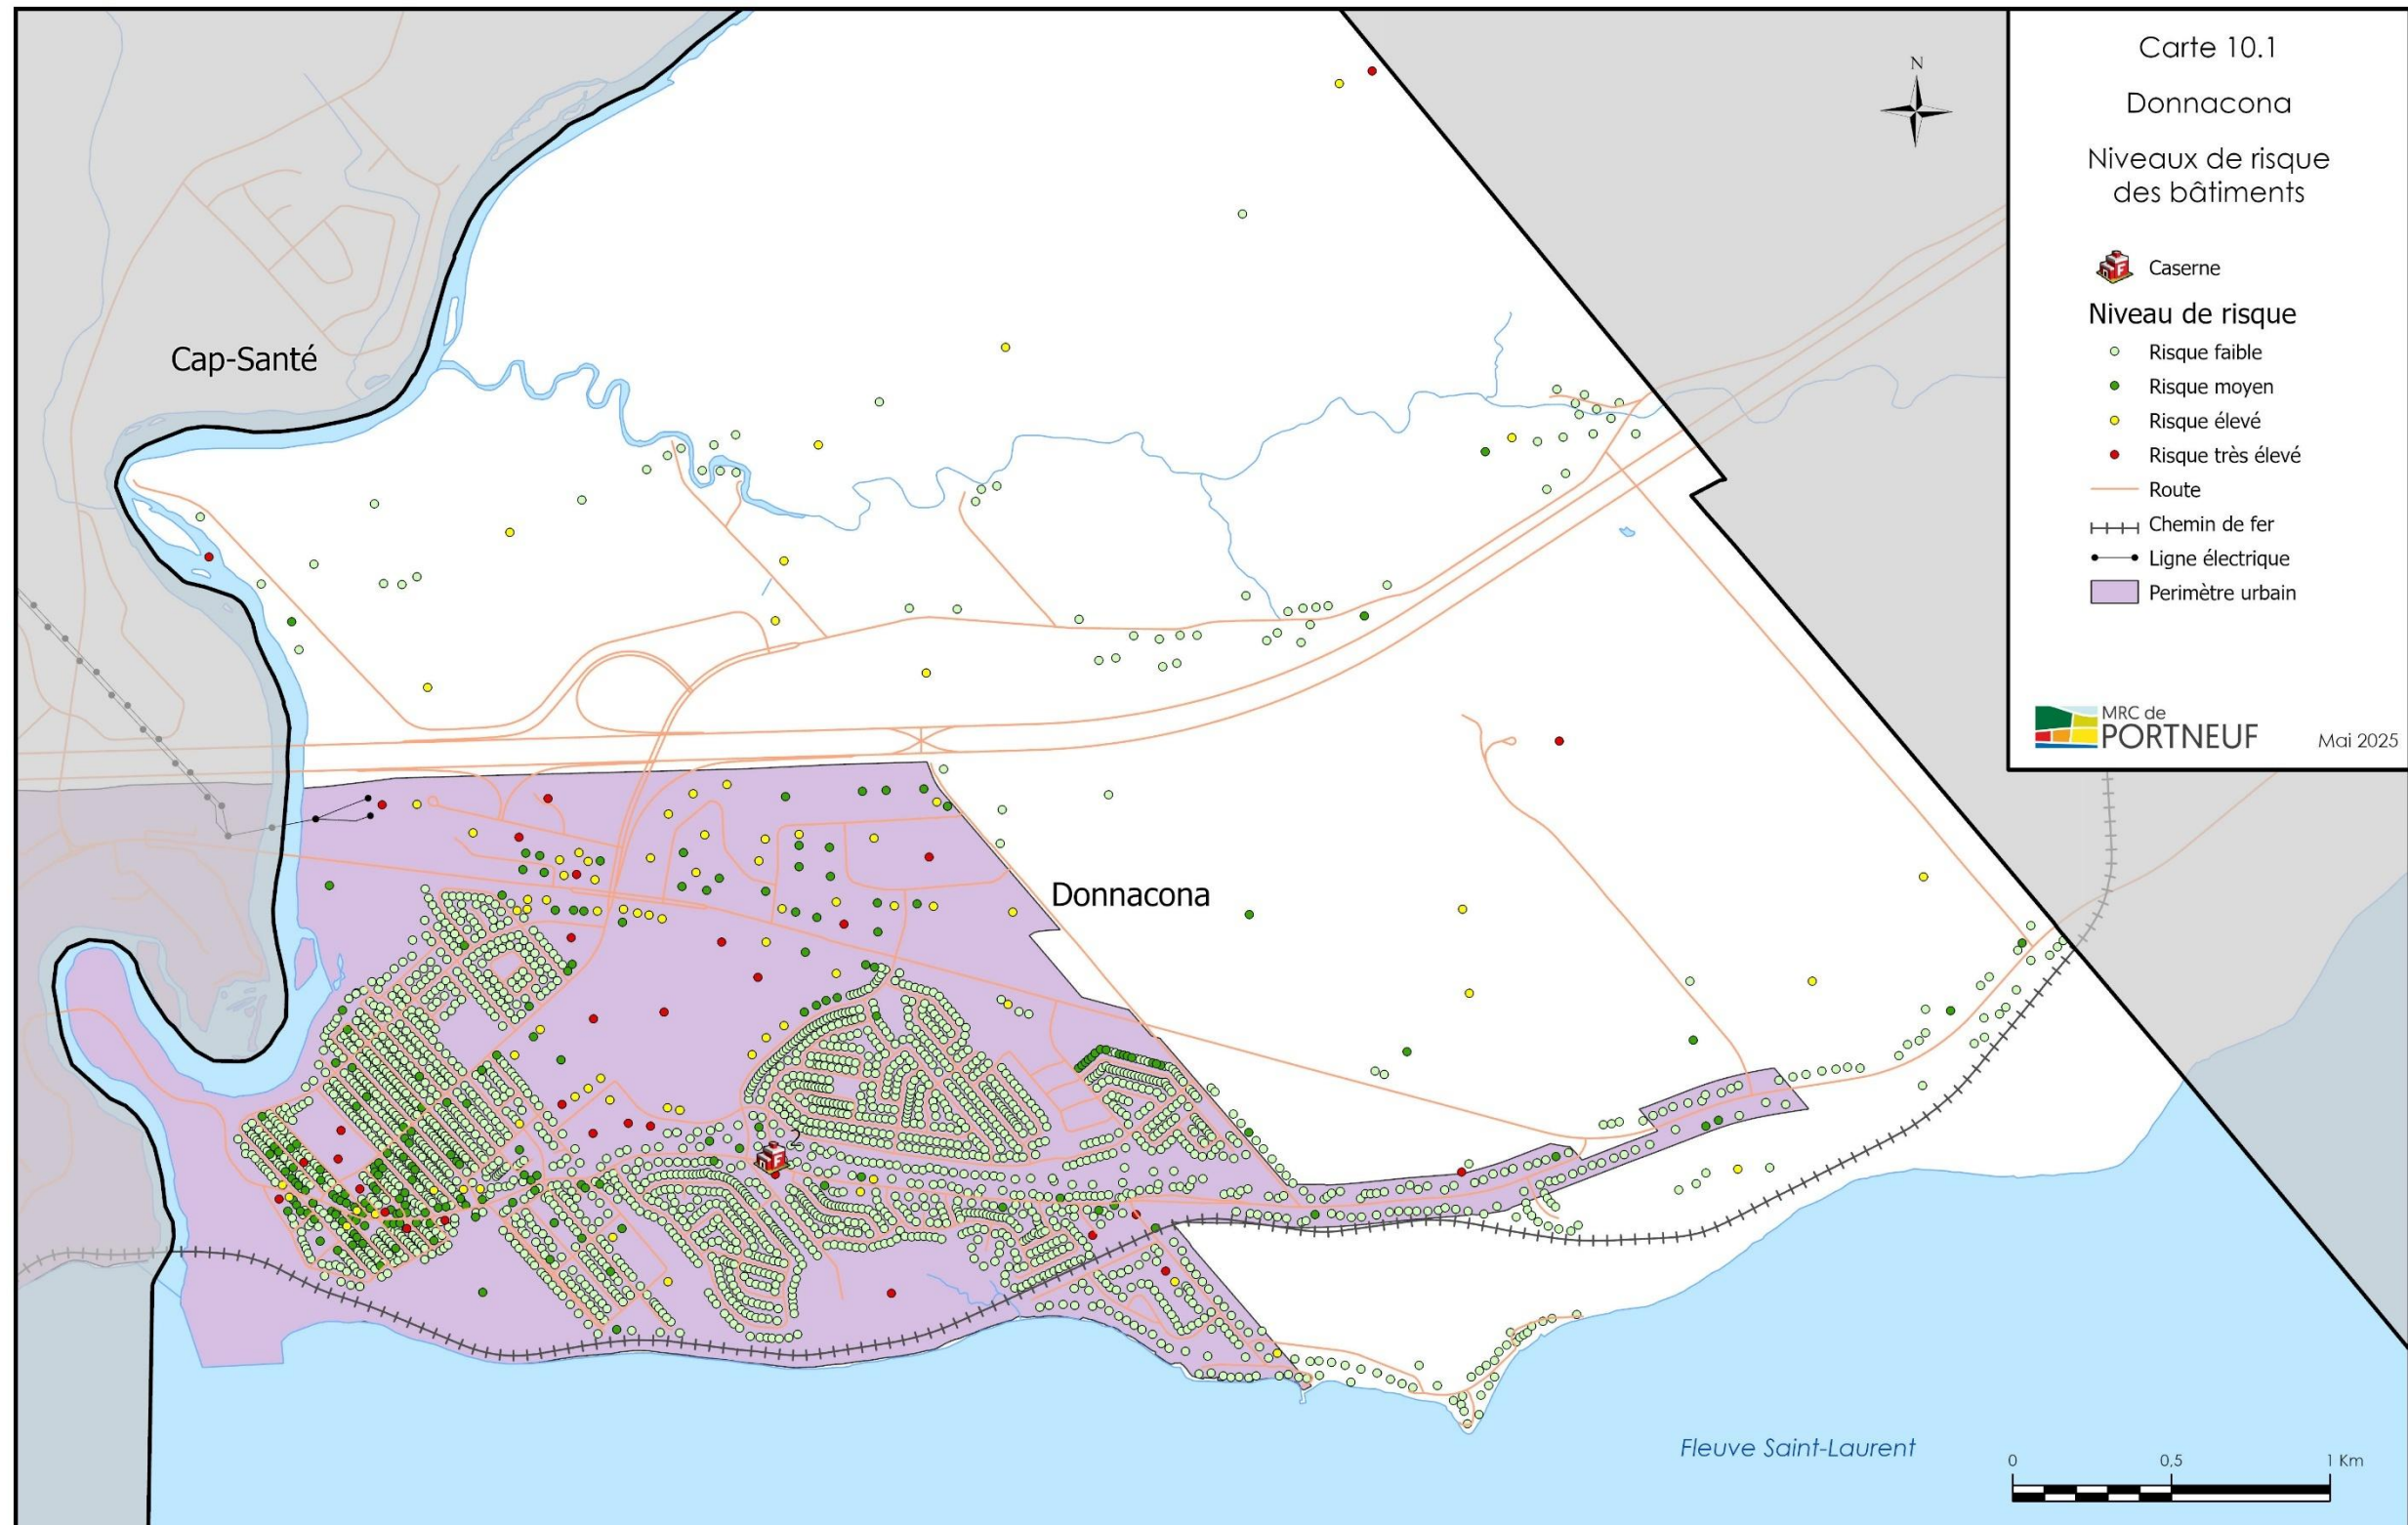 Carte 10.1
Donnacona
Niveaux de risque
des bâtiments
N
Caserne
Niveau de risque
Risque faible
Risque moyen
Risque élevé
Risque très élevé
Route
Chemin de fer
Ligne électrique
Perimètre urbain
MRC de
PORTNEUF
Mai 2025
Cap-Santé
Donnacona
2
Fleuve Saint-Laurent
0 0,5 1 Km